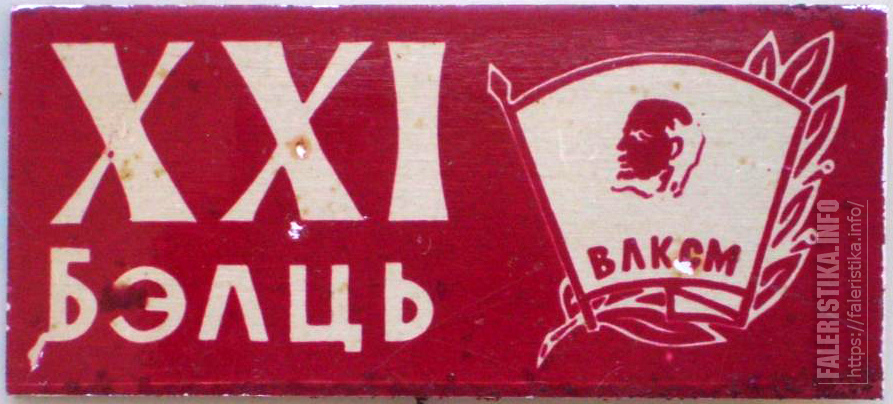 XXI
БЭЛЦЬ
ВЛКСМ
FALERISTIKA.INFO
https://faleristika.info/